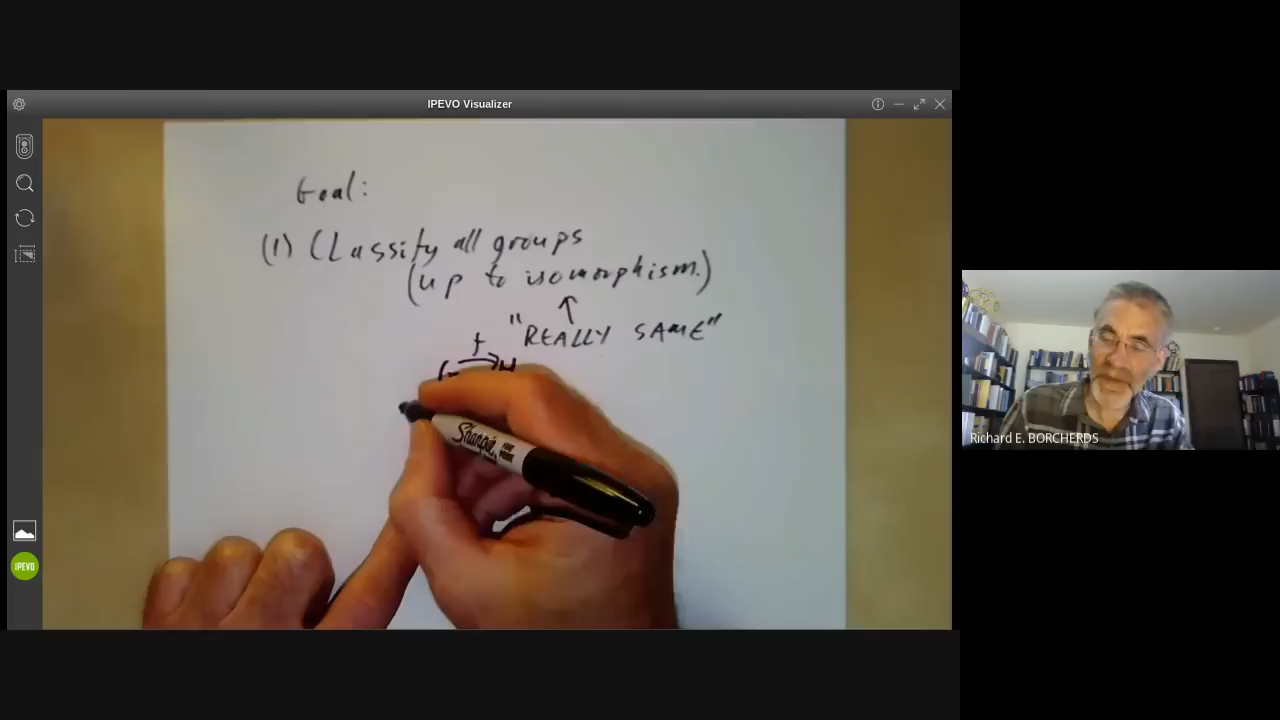 IPEVO Visualizer
Goal:
(1) Classify all groups
(up to isomorphism.)
"REALLY SAME"
f
Sharpie
IPEVO
Richard E. BORCHERDS